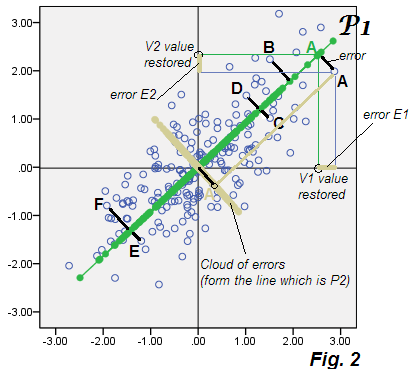 P1
V2 value
restored
B
A
error
A
D
error E2
C
error E1
V1 value
restored
A
F
E
Cloud of errors
(form the line which is P2)
3.00
2.00
1.00
.00
-1.00
-2.00
-3.00
-3.00 -2.00 -1.00 .00 1.00 2.00 3.00
Fig. 2